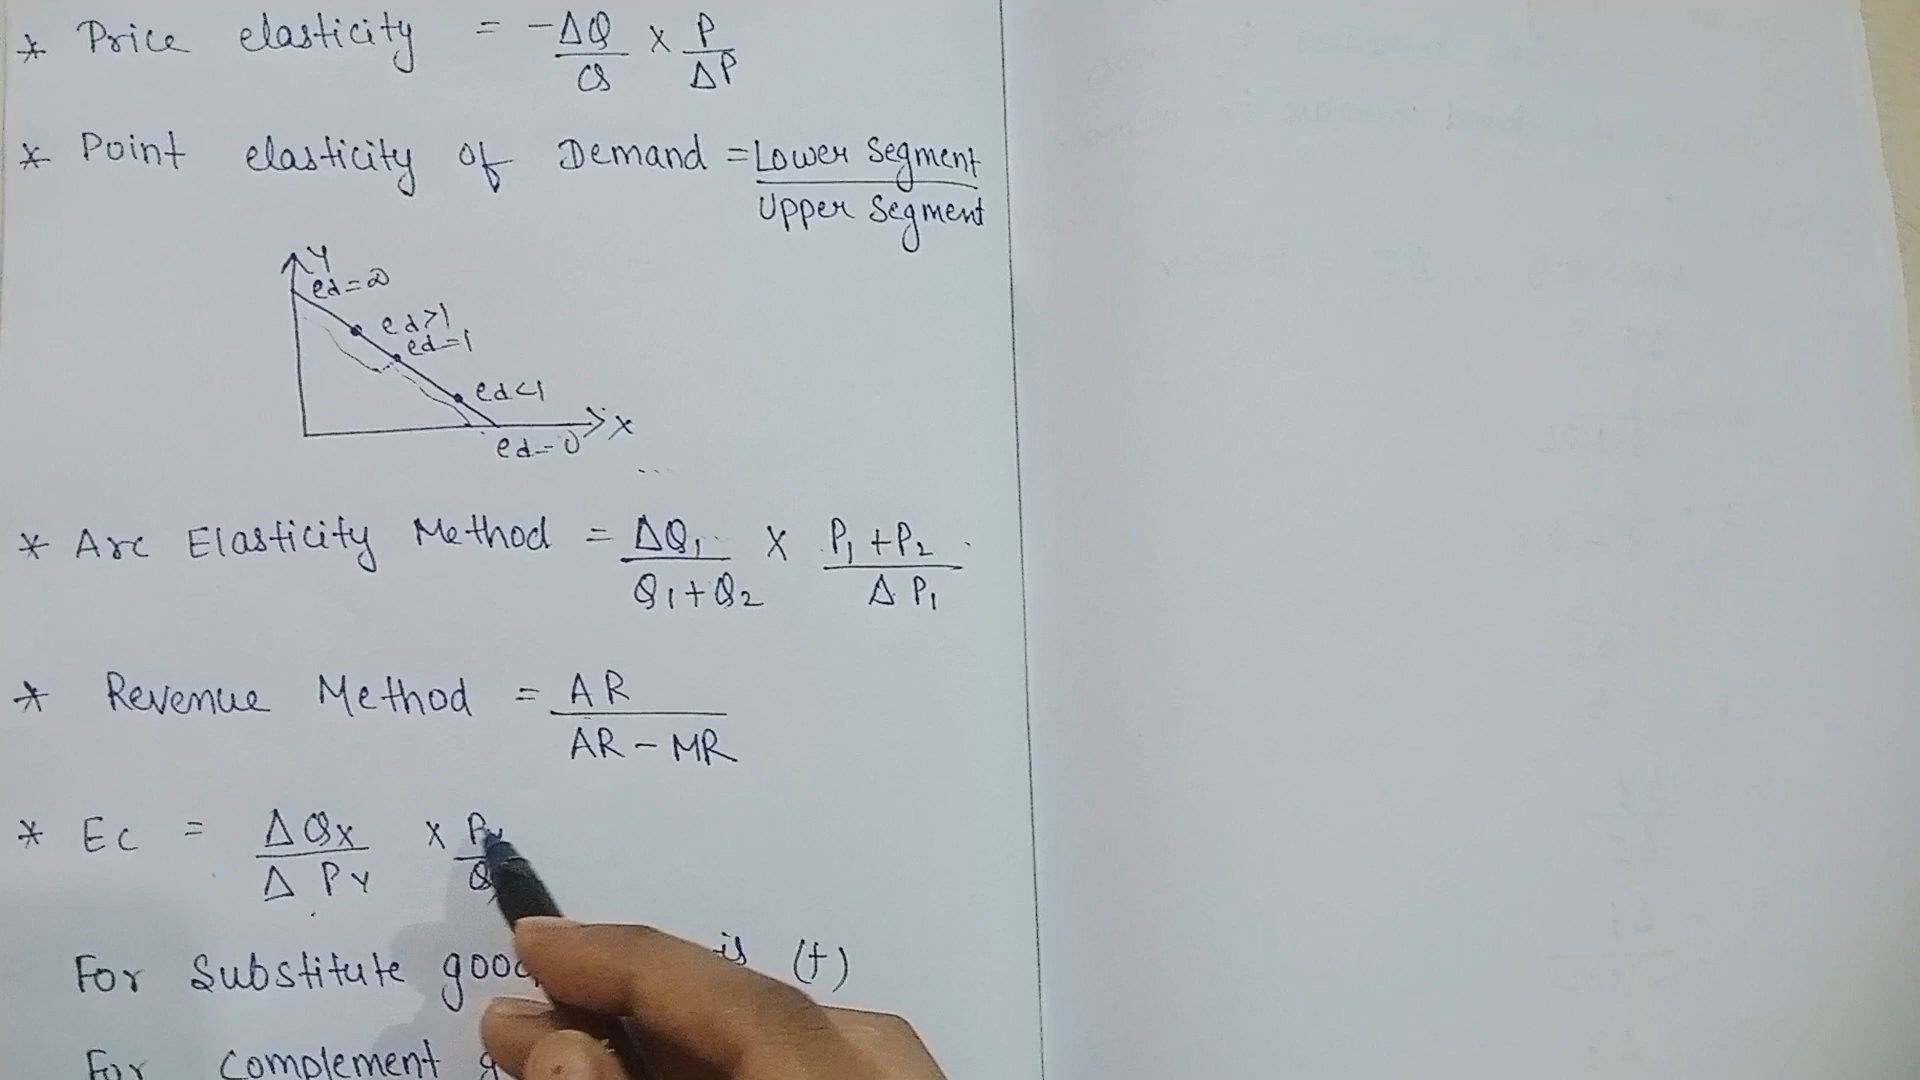 * Price elasticity = -ΔQ/Q × P/ΔP
* Point elasticity of Demand = Lower Segment/Upper Segment
Y
ed=∞
ed>1
ed=1
ed<1
X
ed=0
* Arc Elasticity Method = ΔQ1/Q1+Q2 × P1+P2/ΔP1
* Revenue Method = AR/AR-MR
* Ec = ΔQx/ΔPY × P/Q
For Substitute is (+)
For Complement